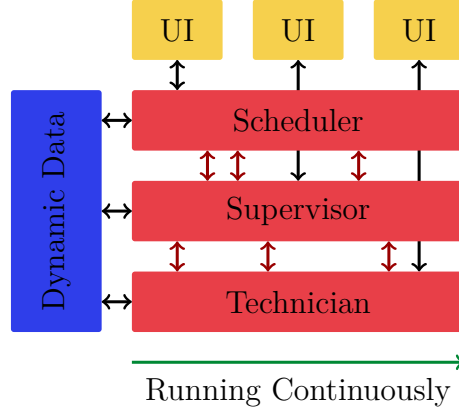 UI
UI
UI
Dynamic Data
Scheduler
Supervisor
Technician
Running Continuously